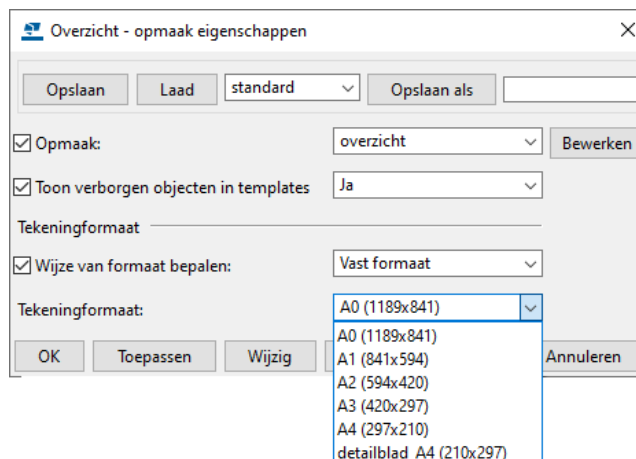 Overzicht - opmaak eigenschappen
Opslaan Laad standard Opslaan als
Opmaak: overzicht Bewerken
Toon verborgen objecten in templates Ja
Tekeningformaat
Wijze van formaat bepalen: Vast formaat
Tekeningformaat: A0 (1189x841)
A0 (1189x841)
OK Toepassen Wijzig Annuleren
A1 (841x594)
A2 (594x420)
A3 (420x297)
A4 (297x210)
detailblad_A4 (210x297)